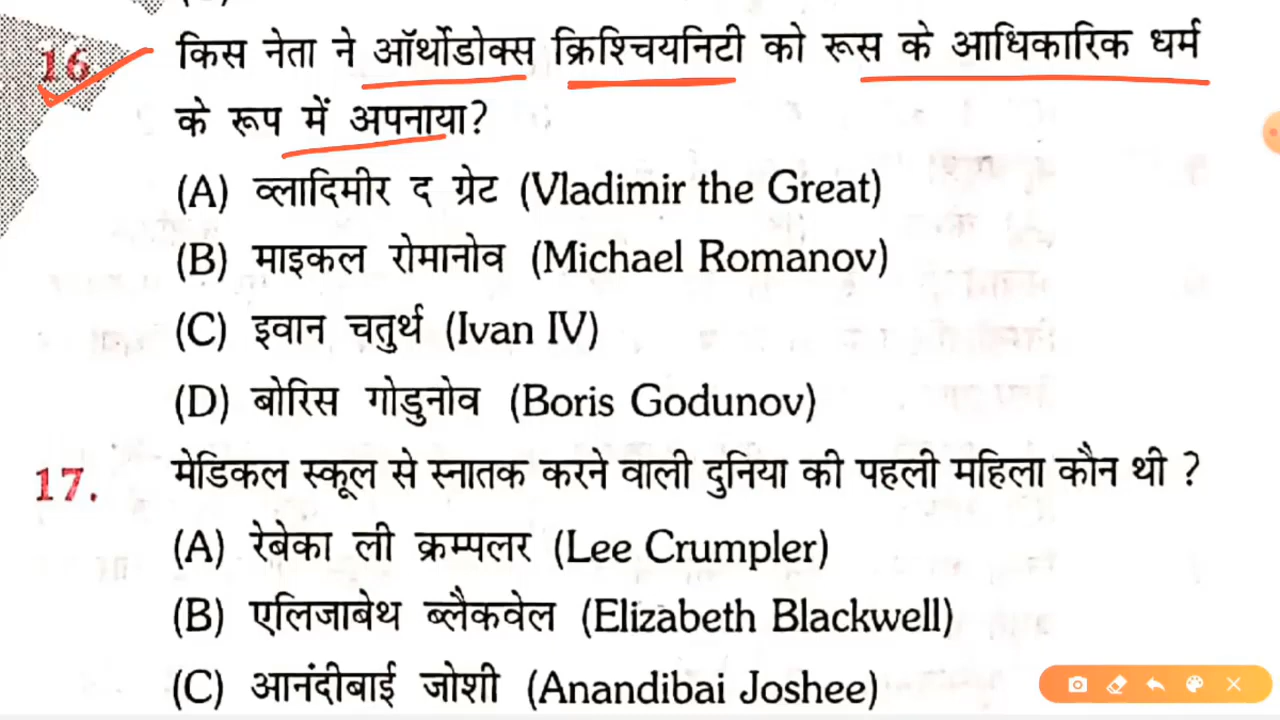 16. किस नेता ने ऑर्थोडोक्स क्रिश्चियनिटी को रूस के आधिकारिक धर्म
के रूप में अपनाया?
(A) व्लादिमीर द ग्रेट (Vladimir the Great)
(B) माइकल रोमानोव (Michael Romanov)
(C) इवान चतुर्थ (Ivan IV)
(D) बोरिस गोडुनोव (Boris Godunov)
17. मेडिकल स्कूल से स्नातक करने वाली दुनिया की पहली महिला कौन थी ?
(A) रेबेका ली क्रम्पलर (Lee Crumpler)
(B) एलिजाबेथ ब्लैकवेल (Elizabeth Blackwell)
(C) आनंदीबाई जोशी (Anandibai Joshee)